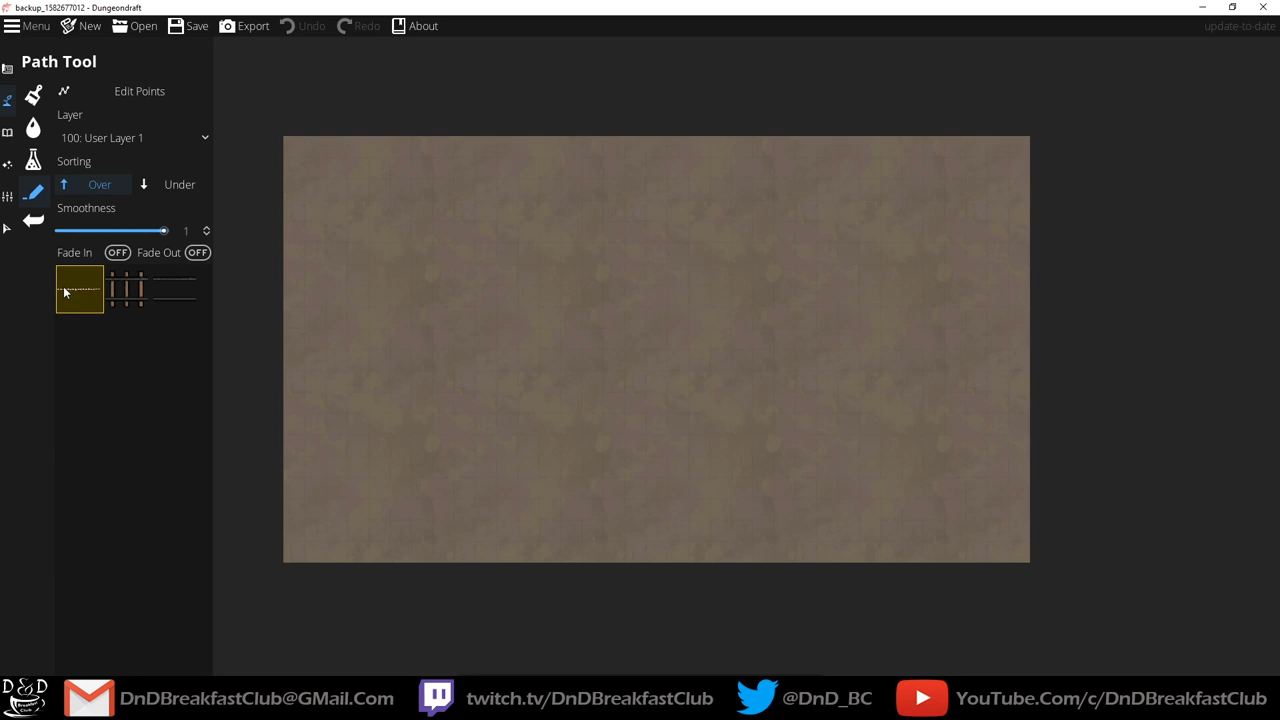 backup_1582677012 - Dungeondraft
Menu New Open Save Export Undo Redo About update-to-date
Path Tool
Edit Points
Layer
100: User Layer 1
Sorting
Over Under
Smoothness
1
Fade In OFF Fade Out OFF
D&D Breakfast Club DnDBreakfastClub@GMail.Com twitch.tv/DnDBreakfastClub @DnD_BC YouTube.Com/c/DnDBreakfastClub